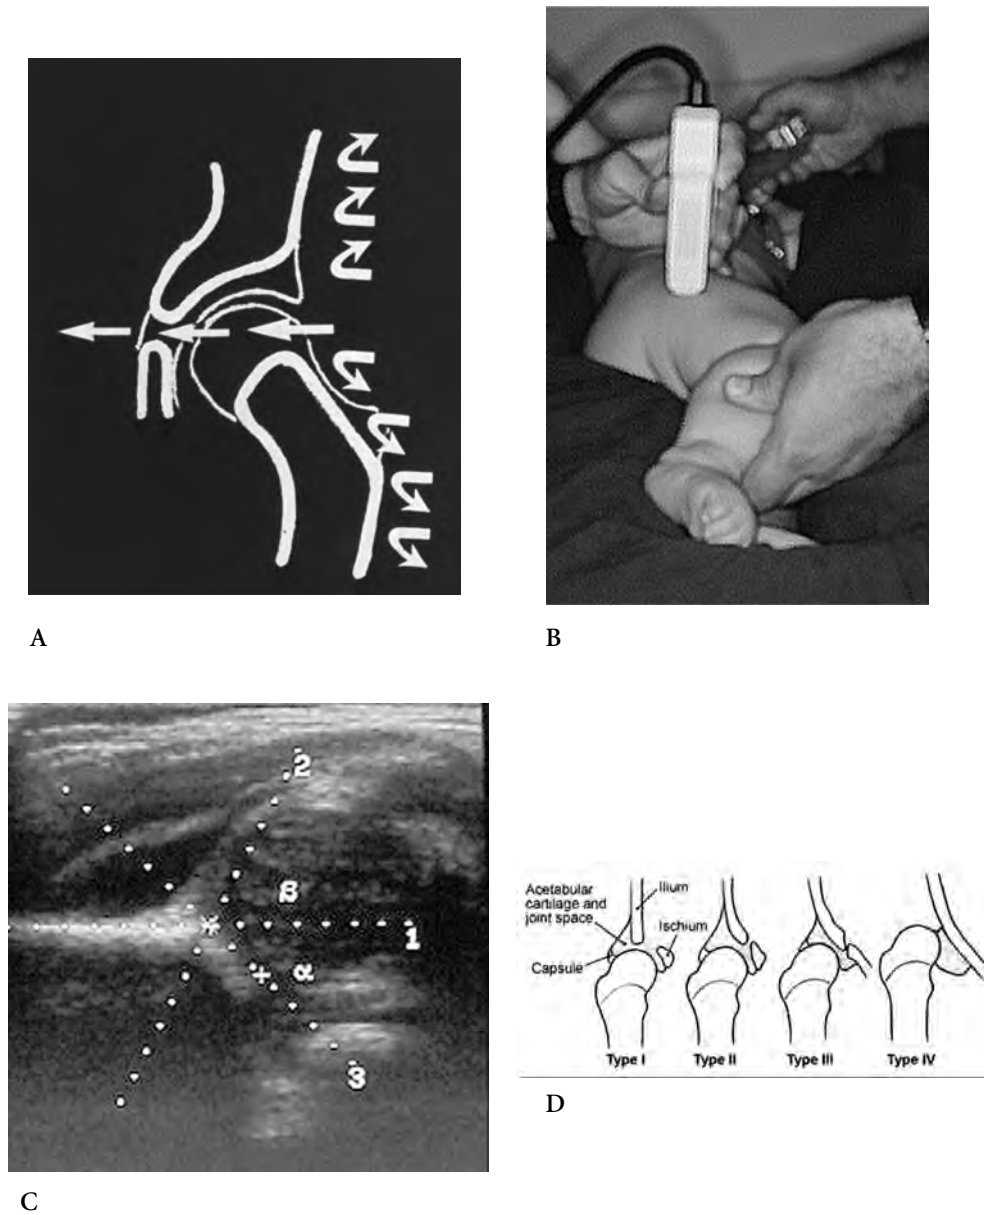 A
B
2
ß
1
+ α
3
C
Acetabular
cartilage and
joint space
Ilium
Ischium
Capsule
Type I
Type II
Type III
Type IV
D